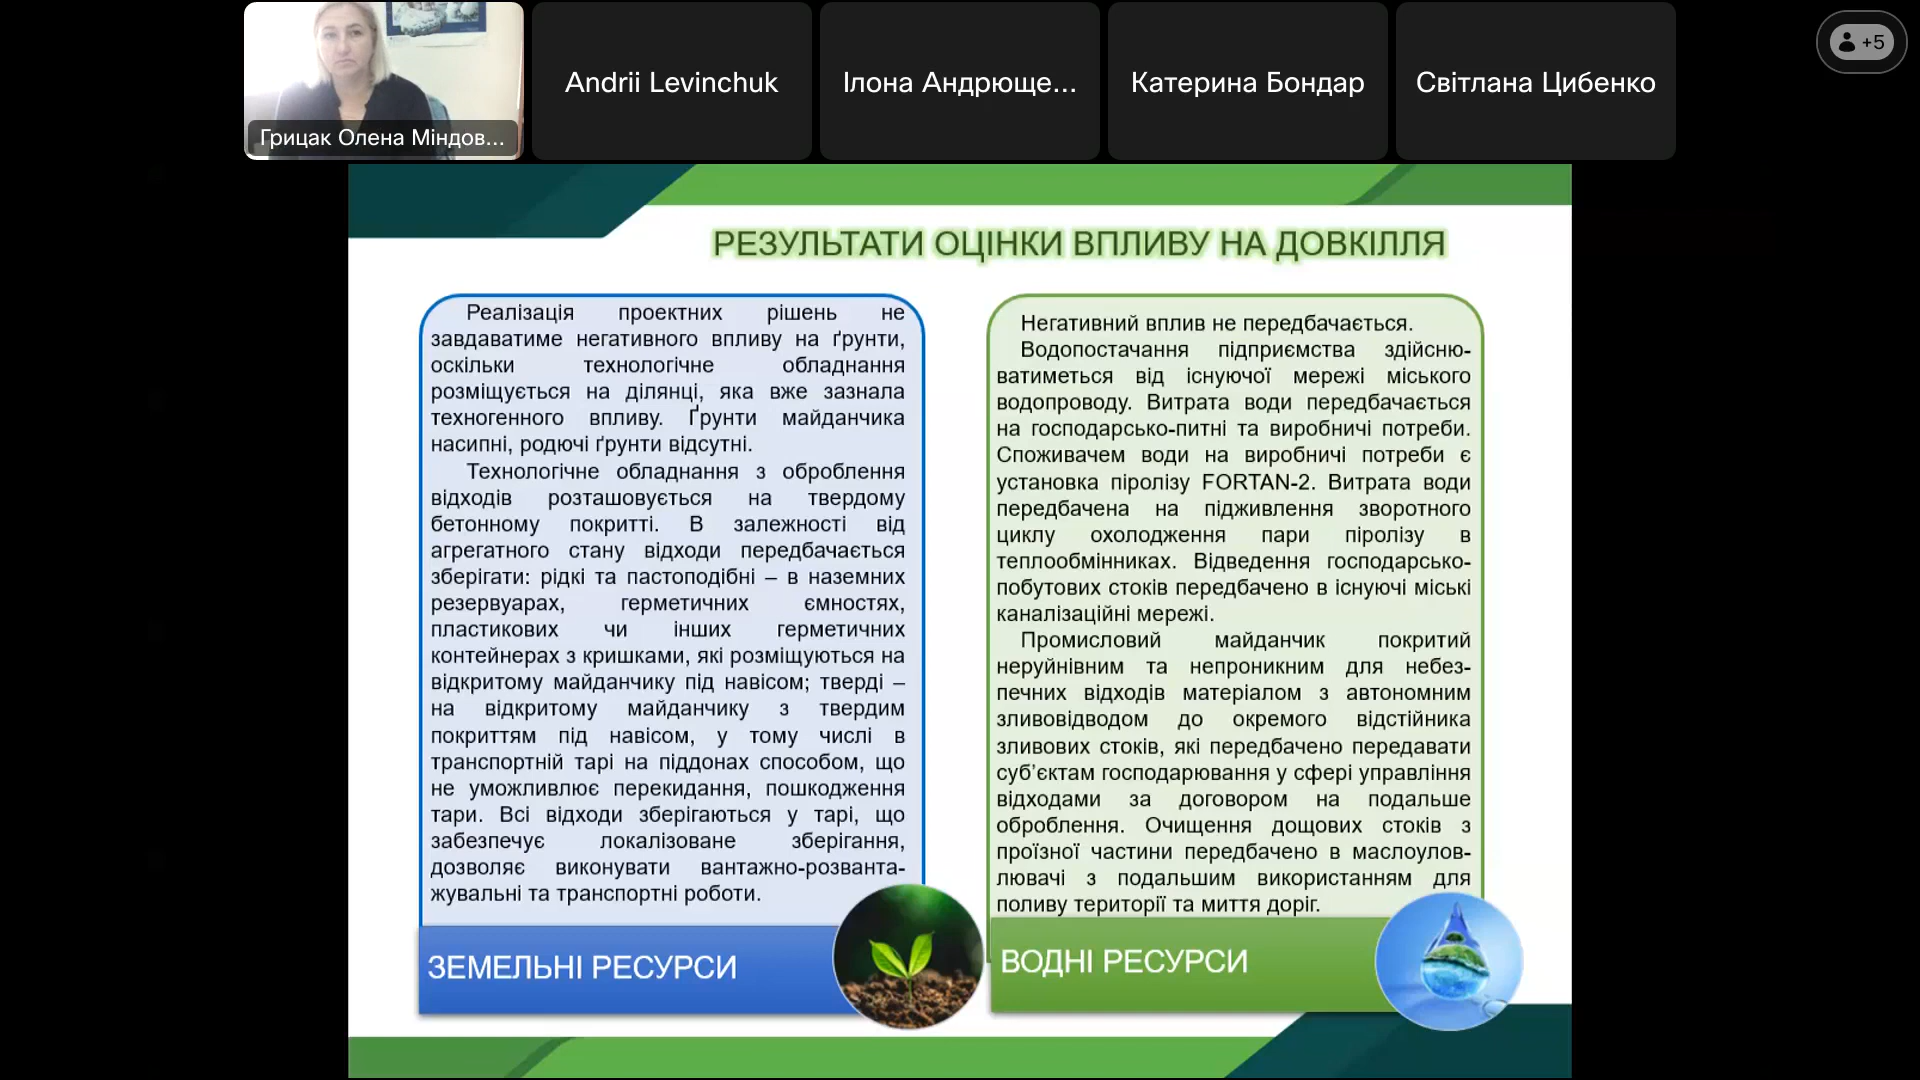 Грицак Олена Міндов...
Andrii Levinchuk
Ілона Андрюще...
Катерина Бондар
Світлана Цибенко
+5
РЕЗУЛЬТАТИ ОЦІНКИ ВПЛИВУ НА ДОВКІЛЛЯ
Реалізація проектних рішень не
завдаватиме негативного впливу на ґрунти,
оскільки технологічне обладнання
розміщується на ділянці, яка вже зазнала
техногенного впливу. Ґрунти майданчика
насипні, родючі ґрунти відсутні.
Технологічне обладнання з оброблення
відходів розташовується на твердому
бетонному покритті. В залежності від
агрегатного стану відходи передбачається
зберігати: рідкі та пастоподібні – в наземних
резервуарах, герметичних ємностях,
пластикових чи інших герметичних
контейнерах з кришками, які розміщуються на
відкритому майданчику під навісом; тверді –
на відкритому майданчику з твердим
покриттям під навісом, у тому числі в
транспортній тарі на піддонах способом, що
не уможливлює перекидання, пошкодження
тари. Всі відходи зберігаються у тарі, що
забезпечує локалізоване зберігання,
дозволяє виконувати вантажно-розванта-
жувальні та транспортні роботи.
ЗЕМЕЛЬНІ РЕСУРСИ
Негативний вплив не передбачається.
Водопостачання підприємства здійсню-
ватиметься від існуючої мережі міського
водопроводу. Витрата води передбачається
на господарсько-питні та виробничі потреби.
Споживачем води на виробничі потреби є
установка піролізу FORTAN-2. Витрата води
передбачена на підживлення зворотного
циклу охолодження пари піролізу в
теплообмінниках. Відведення господарсько-
побутових стоків передбачено в існуючі міські
каналізаційні мережі.
Промисловий майданчик покритий
неруйнівним та непроникним для небез-
печних відходів матеріалом з автономним
зливовідводом до окремого відстійника
зливових стоків, які передбачено передавати
суб’єктам господарювання у сфері управління
відходами за договором на подальше
оброблення. Очищення дощових стоків з
проїзної частини передбачено в маслоулов-
лювачі з подальшим використанням для
поливу території та миття доріг.
ВОДНІ РЕСУРСИ